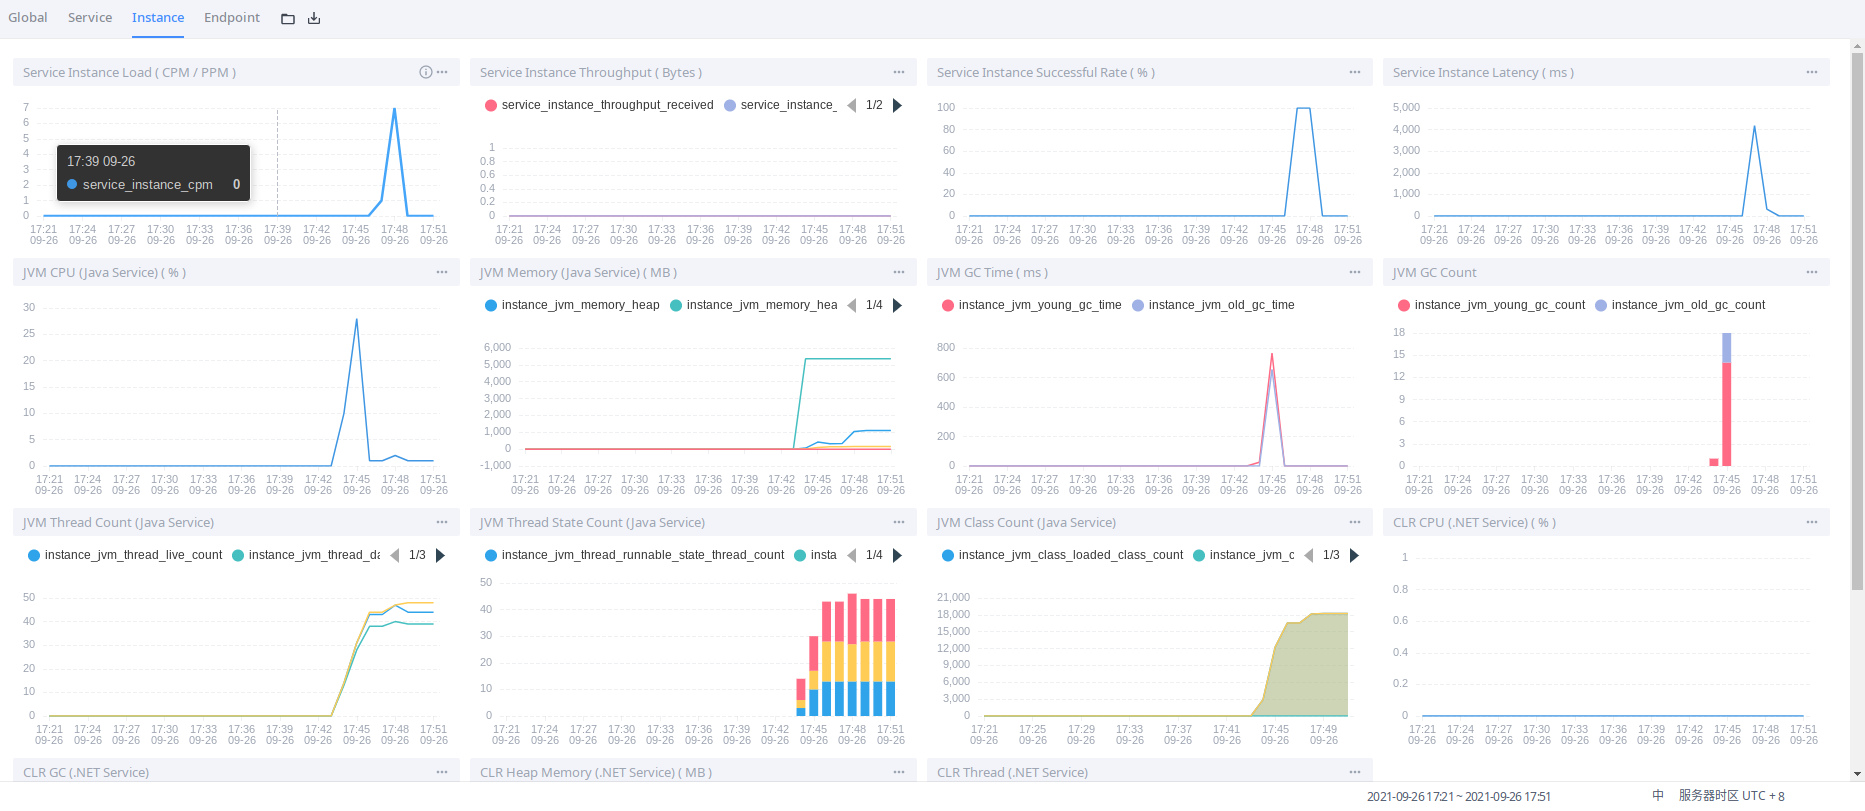 Global Service Instance Endpoint
Service Instance Load ( CPM / PPM )
7
6
5
4
3
2
1
0
17:39 09-26
service_instance_cpm 0
17:21 17:24 17:27 17:30 17:33 17:36 17:39 17:42 17:45 17:48 17:51
09-26 09-26 09-26 09-26 09-26 09-26 09-26 09-26 09-26 09-26 09-26
Service Instance Throughput ( Bytes )
service_instance_throughput_received service_instance_ 1/2
1
0.8
0.6
0.4
0.2
0
17:21 17:24 17:27 17:30 17:33 17:36 17:39 17:42 17:45 17:48 17:51
09-26 09-26 09-26 09-26 09-26 09-26 09-26 09-26 09-26 09-26 09-26
Service Instance Successful Rate ( % )
100
80
60
40
20
0
17:21 17:24 17:27 17:30 17:33 17:36 17:39 17:42 17:45 17:48 17:51
09-26 09-26 09-26 09-26 09-26 09-26 09-26 09-26 09-26 09-26 09-26
Service Instance Latency ( ms )
5,000
4,000
3,000
2,000
1,000
0
17:21 17:24 17:27 17:30 17:33 17:36 17:39 17:42 17:45 17:48 17:51
09-26 09-26 09-26 09-26 09-26 09-26 09-26 09-26 09-26 09-26 09-26
JVM CPU (Java Service) ( % )
30
25
20
15
10
5
0
17:21 17:24 17:27 17:30 17:33 17:36 17:39 17:42 17:45 17:48 17:51
09-26 09-26 09-26 09-26 09-26 09-26 09-26 09-26 09-26 09-26 09-26
JVM Memory (Java Service) ( MB )
instance_jvm_memory_heap instance_jvm_memory_hea 1/4
6,000
5,000
4,000
3,000
2,000
1,000
0
-1,000
17:21 17:24 17:27 17:30 17:33 17:36 17:39 17:42 17:45 17:48 17:51
09-26 09-26 09-26 09-26 09-26 09-26 09-26 09-26 09-26 09-26 09-26
JVM GC Time ( ms )
instance_jvm_young_gc_time instance_jvm_old_gc_time
800
600
400
200
0
17:21 17:24 17:27 17:30 17:33 17:36 17:39 17:42 17:45 17:48 17:51
09-26 09-26 09-26 09-26 09-26 09-26 09-26 09-26 09-26 09-26 09-26
JVM GC Count
instance_jvm_young_gc_count instance_jvm_old_gc_count
18
15
12
9
6
3
0
17:21 17:24 17:27 17:30 17:33 17:36 17:39 17:42 17:45 17:48 17:51
09-26 09-26 09-26 09-26 09-26 09-26 09-26 09-26 09-26 09-26 09-26
JVM Thread Count (Java Service)
instance_jvm_thread_live_count instance_jvm_thread_da 1/3
50
40
30
20
10
0
17:21 17:24 17:27 17:30 17:33 17:36 17:39 17:42 17:45 17:48 17:51
09-26 09-26 09-26 09-26 09-26 09-26 09-26 09-26 09-26 09-26 09-26
JVM Thread State Count (Java Service)
instance_jvm_thread_runnable_state_thread_count insta 1/4
50
40
30
20
10
0
17:21 17:24 17:27 17:30 17:33 17:36 17:39 17:42 17:45 17:48 17:51
09-26 09-26 09-26 09-26 09-26 09-26 09-26 09-26 09-26 09-26 09-26
JVM Class Count (Java Service)
instance_jvm_class_loaded_class_count instance_jvm_c 1/3
21,000
18,000
15,000
12,000
9,000
6,000
3,000
0
17:21 17:25 17:29 17:33 17:37 17:41 17:45 17:49
09-26 09-26 09-26 09-26 09-26 09-26 09-26 09-26
CLR CPU (.NET Service) ( % )
1
0.8
0.6
0.4
0.2
0
17:21 17:24 17:27 17:30 17:33 17:36 17:39 17:42 17:45 17:48 17:51
09-26 09-26 09-26 09-26 09-26 09-26 09-26 09-26 09-26 09-26 09-26
CLR GC (.NET Service)
CLR Heap Memory (.NET Service) ( MB )
CLR Thread (.NET Service)
2021-09-26 17:21 ~ 2021-09-26 17:51 中 服务器时区 UTC + 8